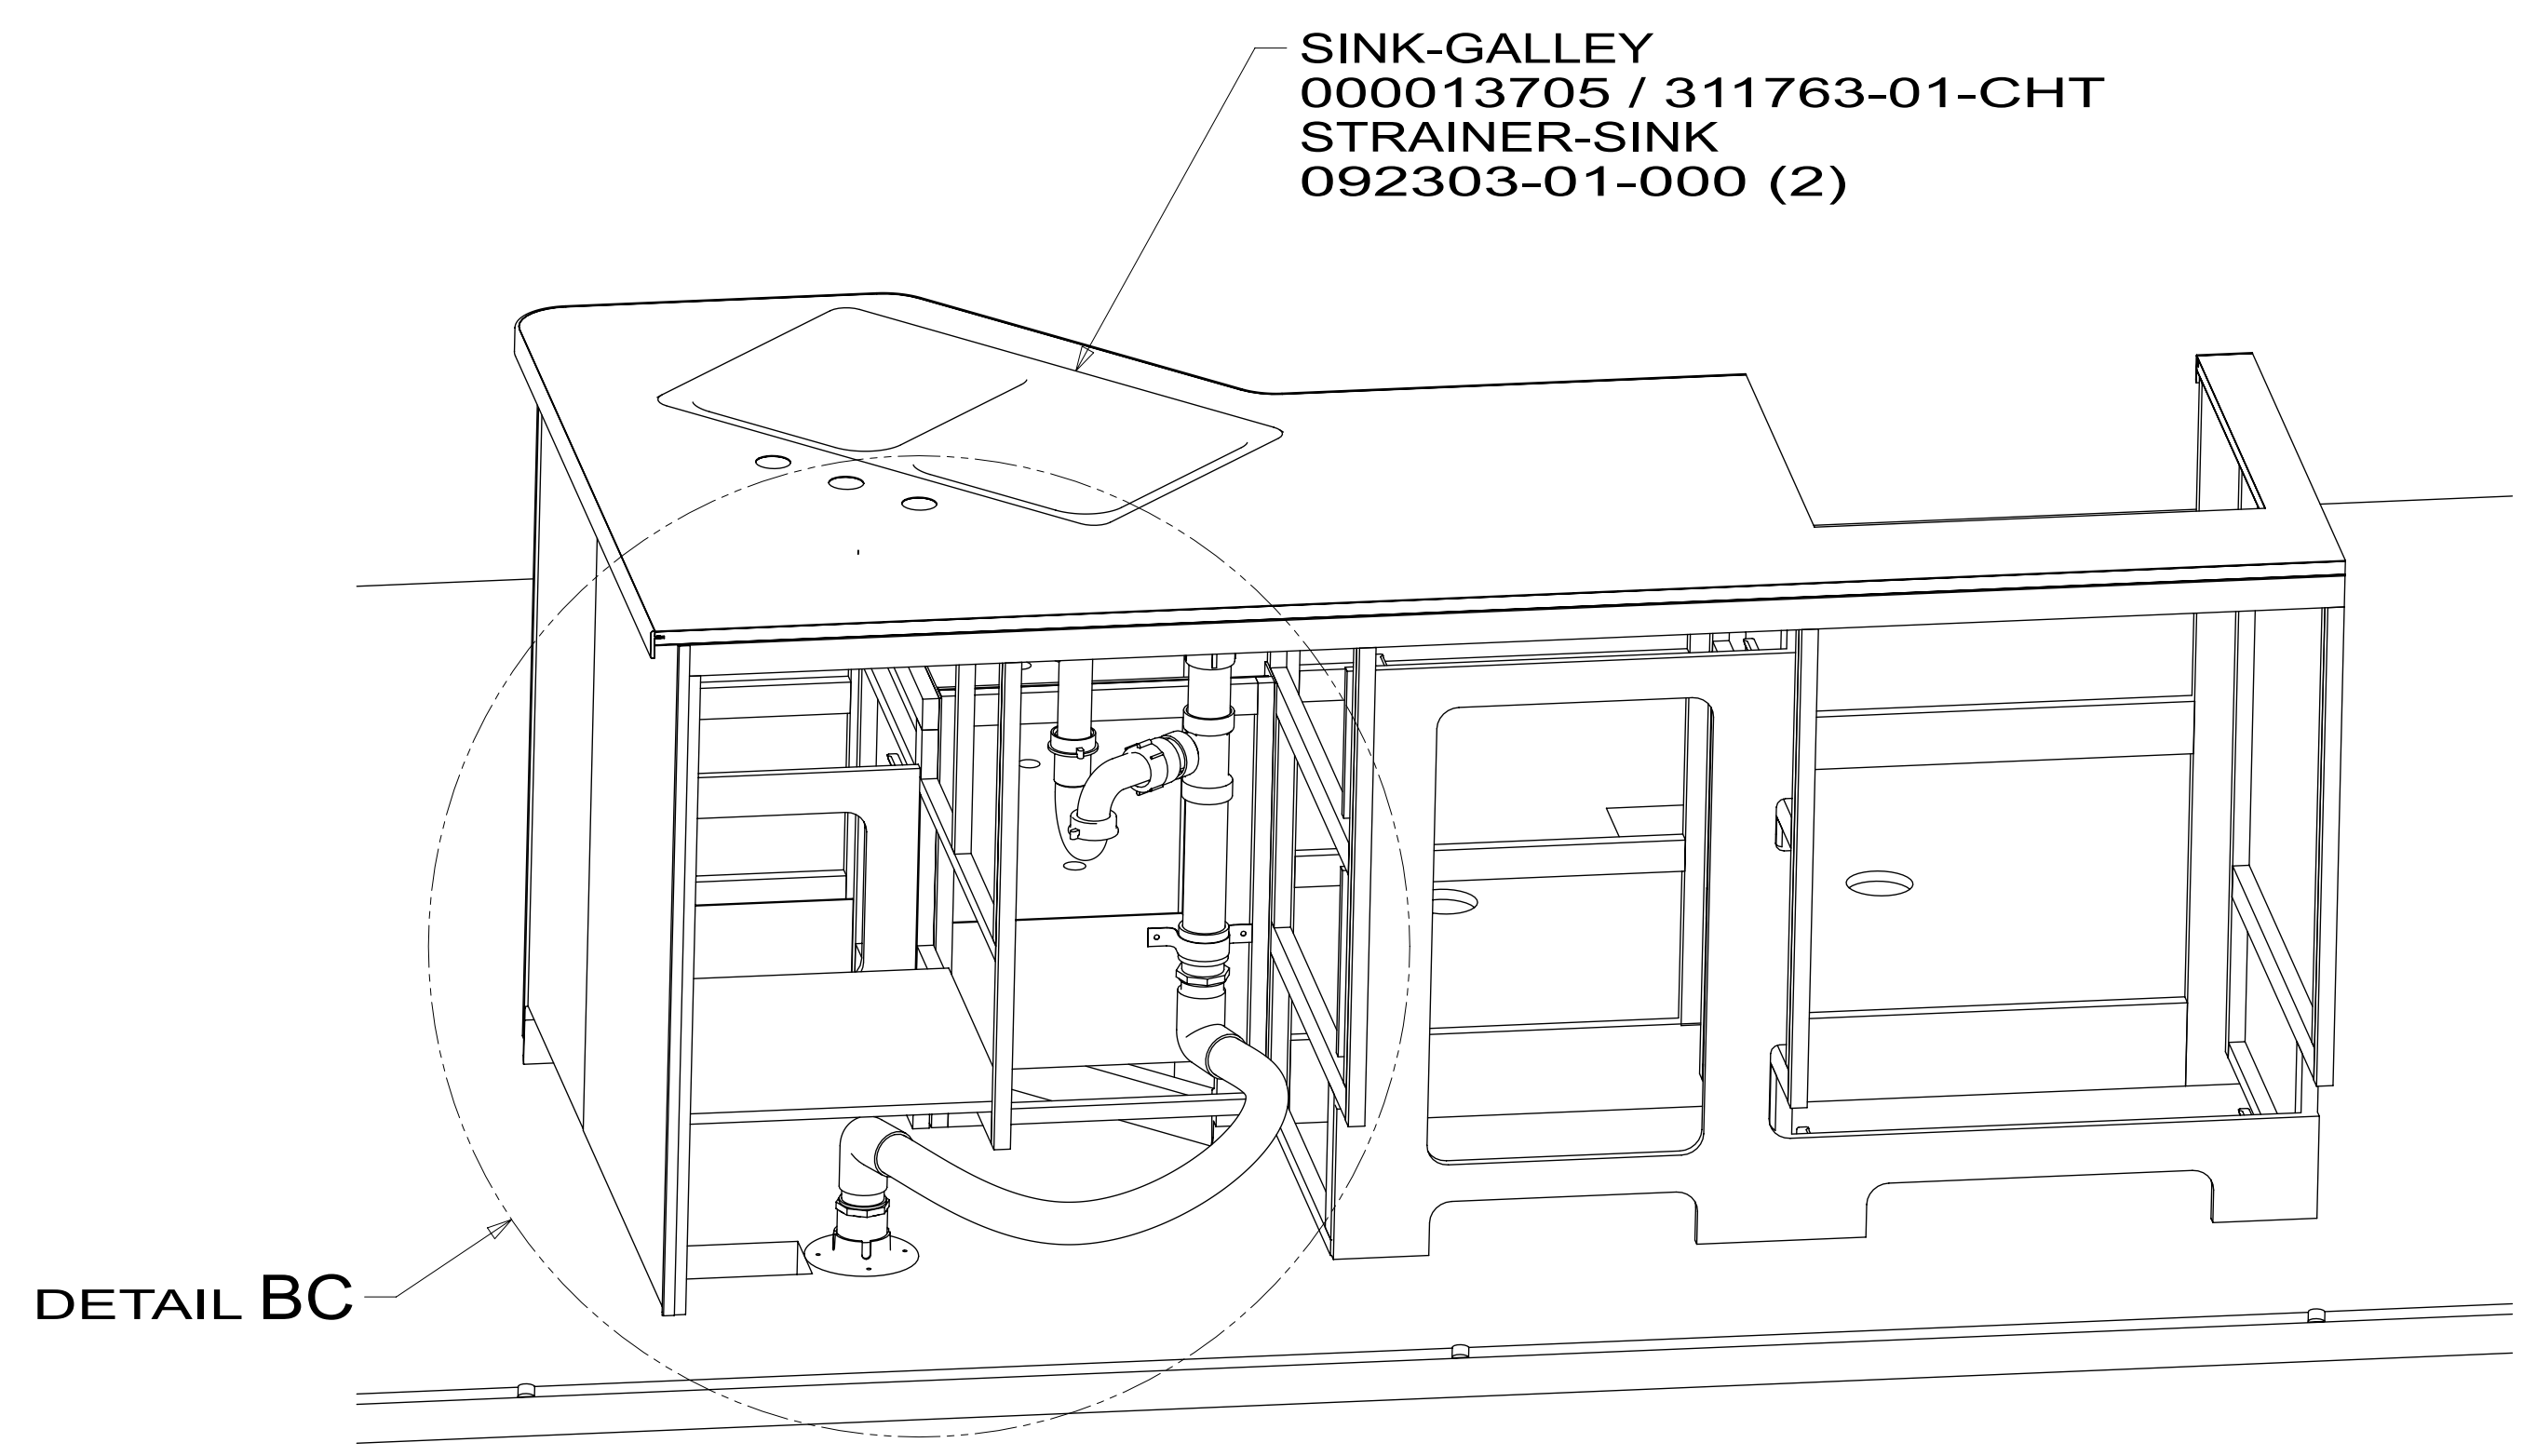 SINK-GALLEY
000013705 / 311763-01-CHT
STRAINER-SINK
092303-01-000 (2)
DETAIL BC